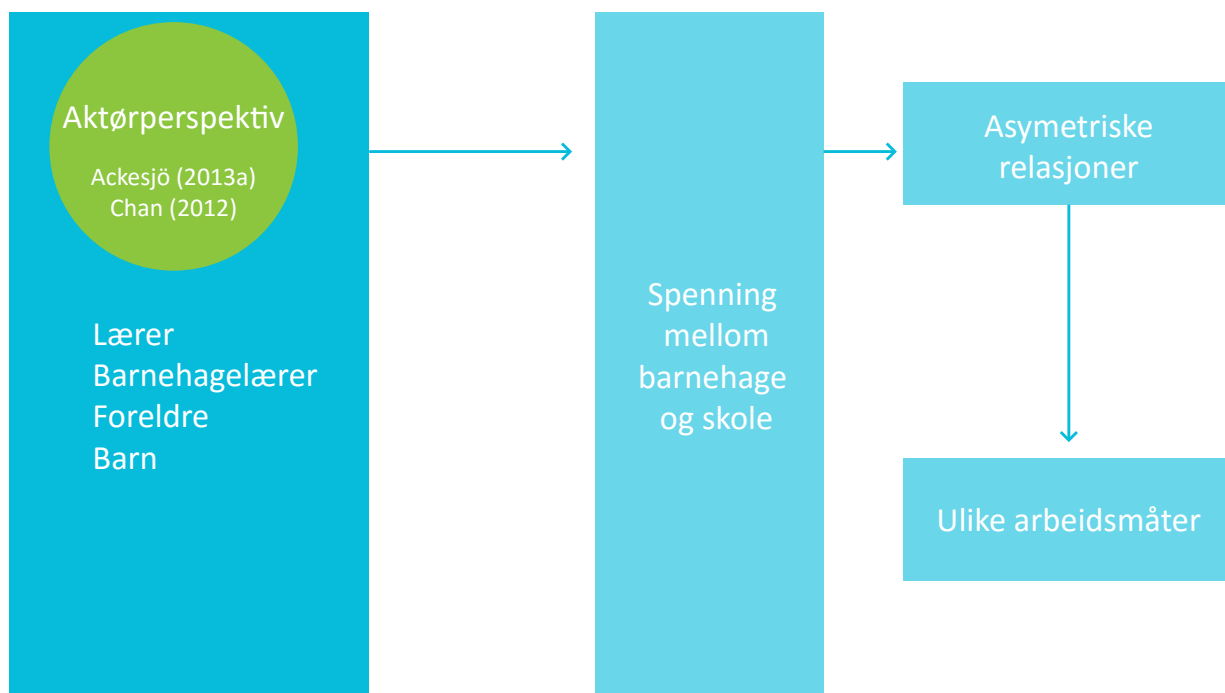 Aktørperspektiv
Ackesjö (2013a)
Chan (2012)
Lærer
Barnehagelærer
Foreldre
Barn
Spenning
mellom
barnehage
og skole
Asymetriske
relasjoner
Ulike arbeidsmåter